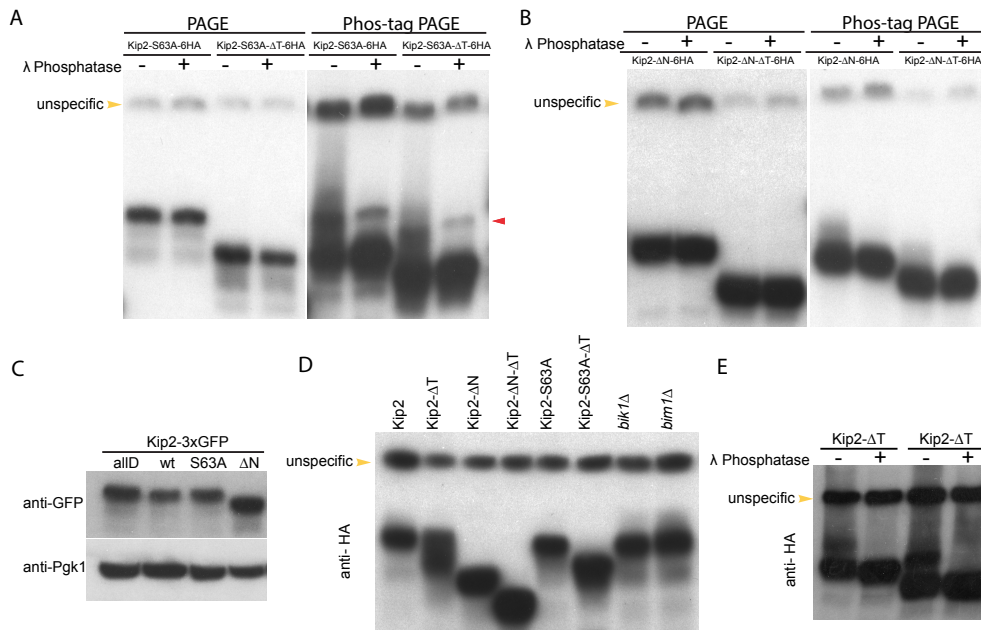 A
PAGE
Phos-tag PAGE
Kip2-S63A-6HA
Kip2-S63A-ΔT-6HA
Kip2-S63A-6HA
Kip2-S63A-ΔT-6HA
λ Phosphatase
- + - + - + - +
unspecific
B
PAGE
Phos-tag PAGE
- + - + - + - +
Kip2-ΔN-6HA
Kip2-ΔN-ΔT-6HA
Kip2-ΔN-6HA
Kip2-ΔN-ΔT-6HA
unspecific
C
Kip2-3xGFP
allD wt S63A ΔN
anti-GFP
anti-Pgk1
D
Kip2
Kip2-ΔT
Kip2-ΔN
Kip2-ΔN-ΔT
Kip2-S63A
Kip2-S63A-ΔT
bik1Δ
bim1Δ
unspecific
anti- HA
E
Kip2-ΔT
Kip2-ΔT
λ Phosphatase
- + - +
unspecific
anti- HA